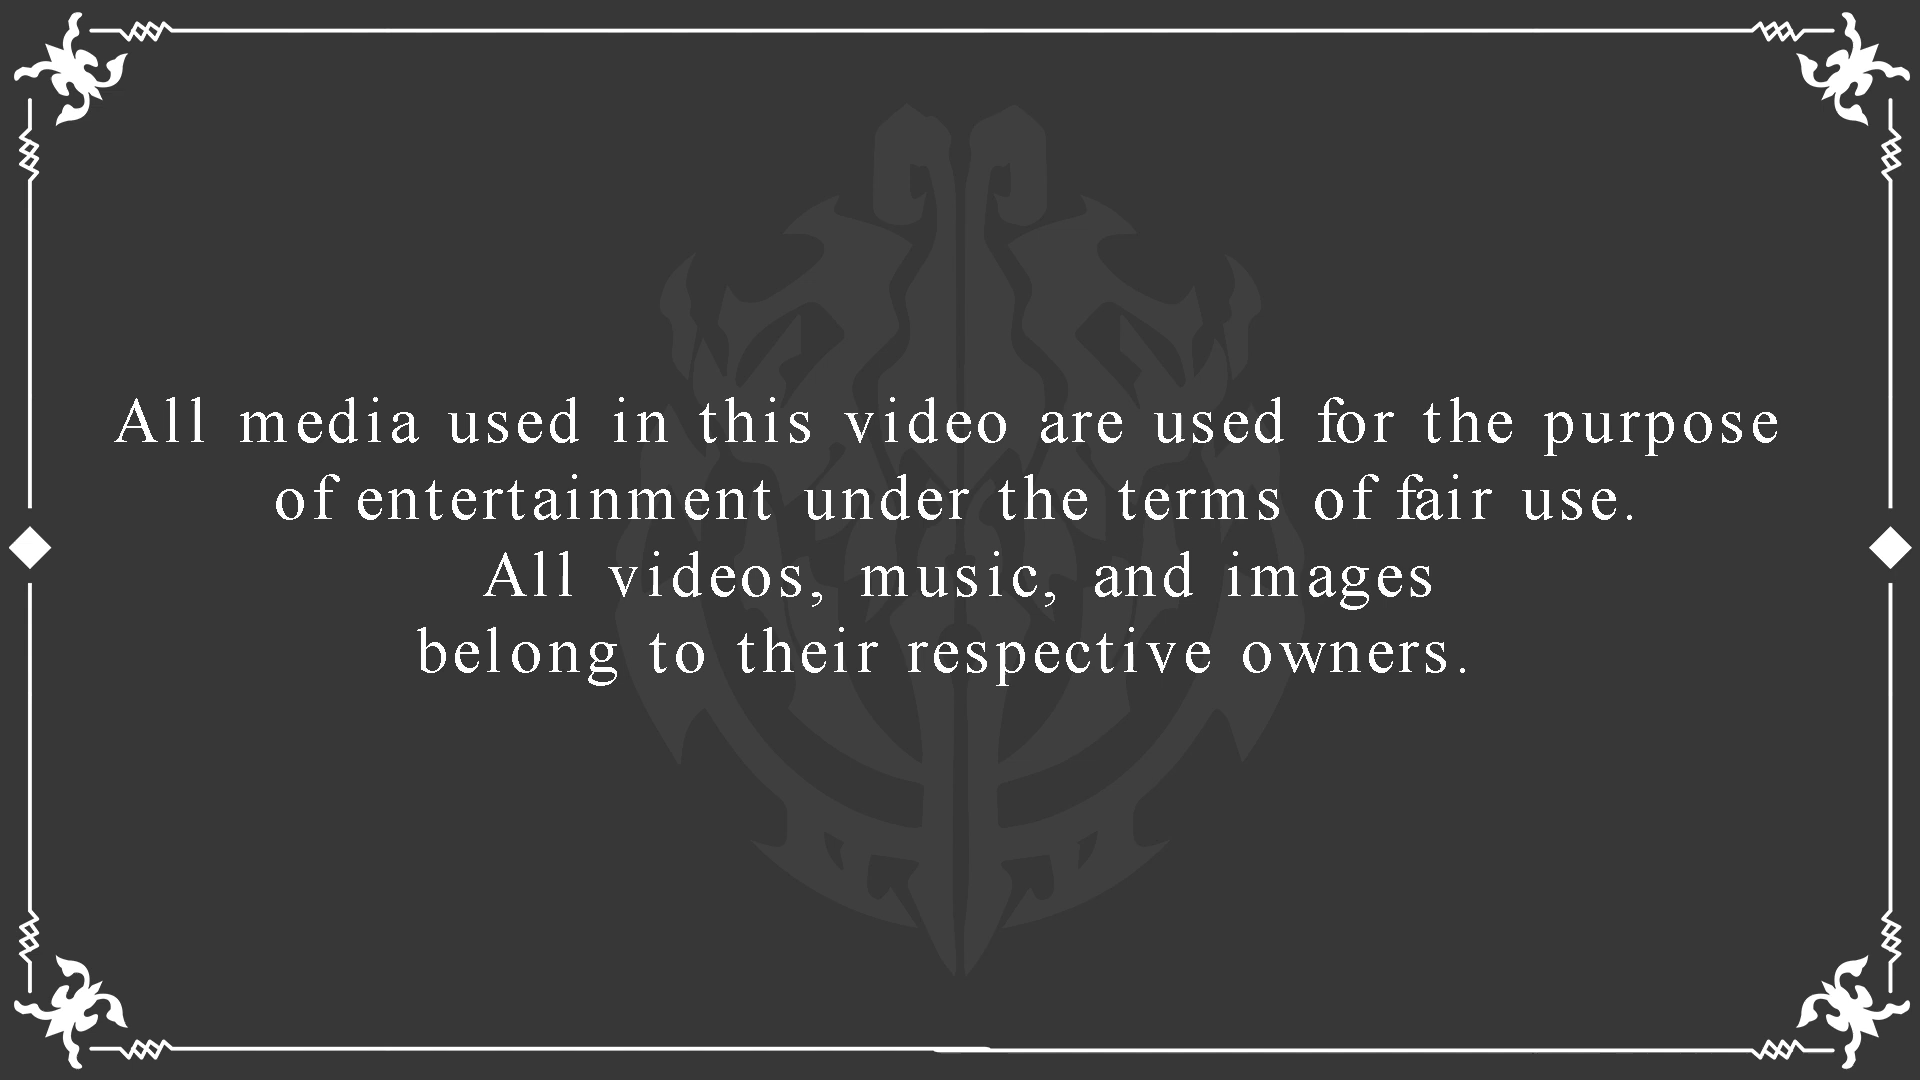 All media used in this video are used for the purpose
of entertainment under the terms of fair use.
All videos, music, and images
belong to their respective owners.